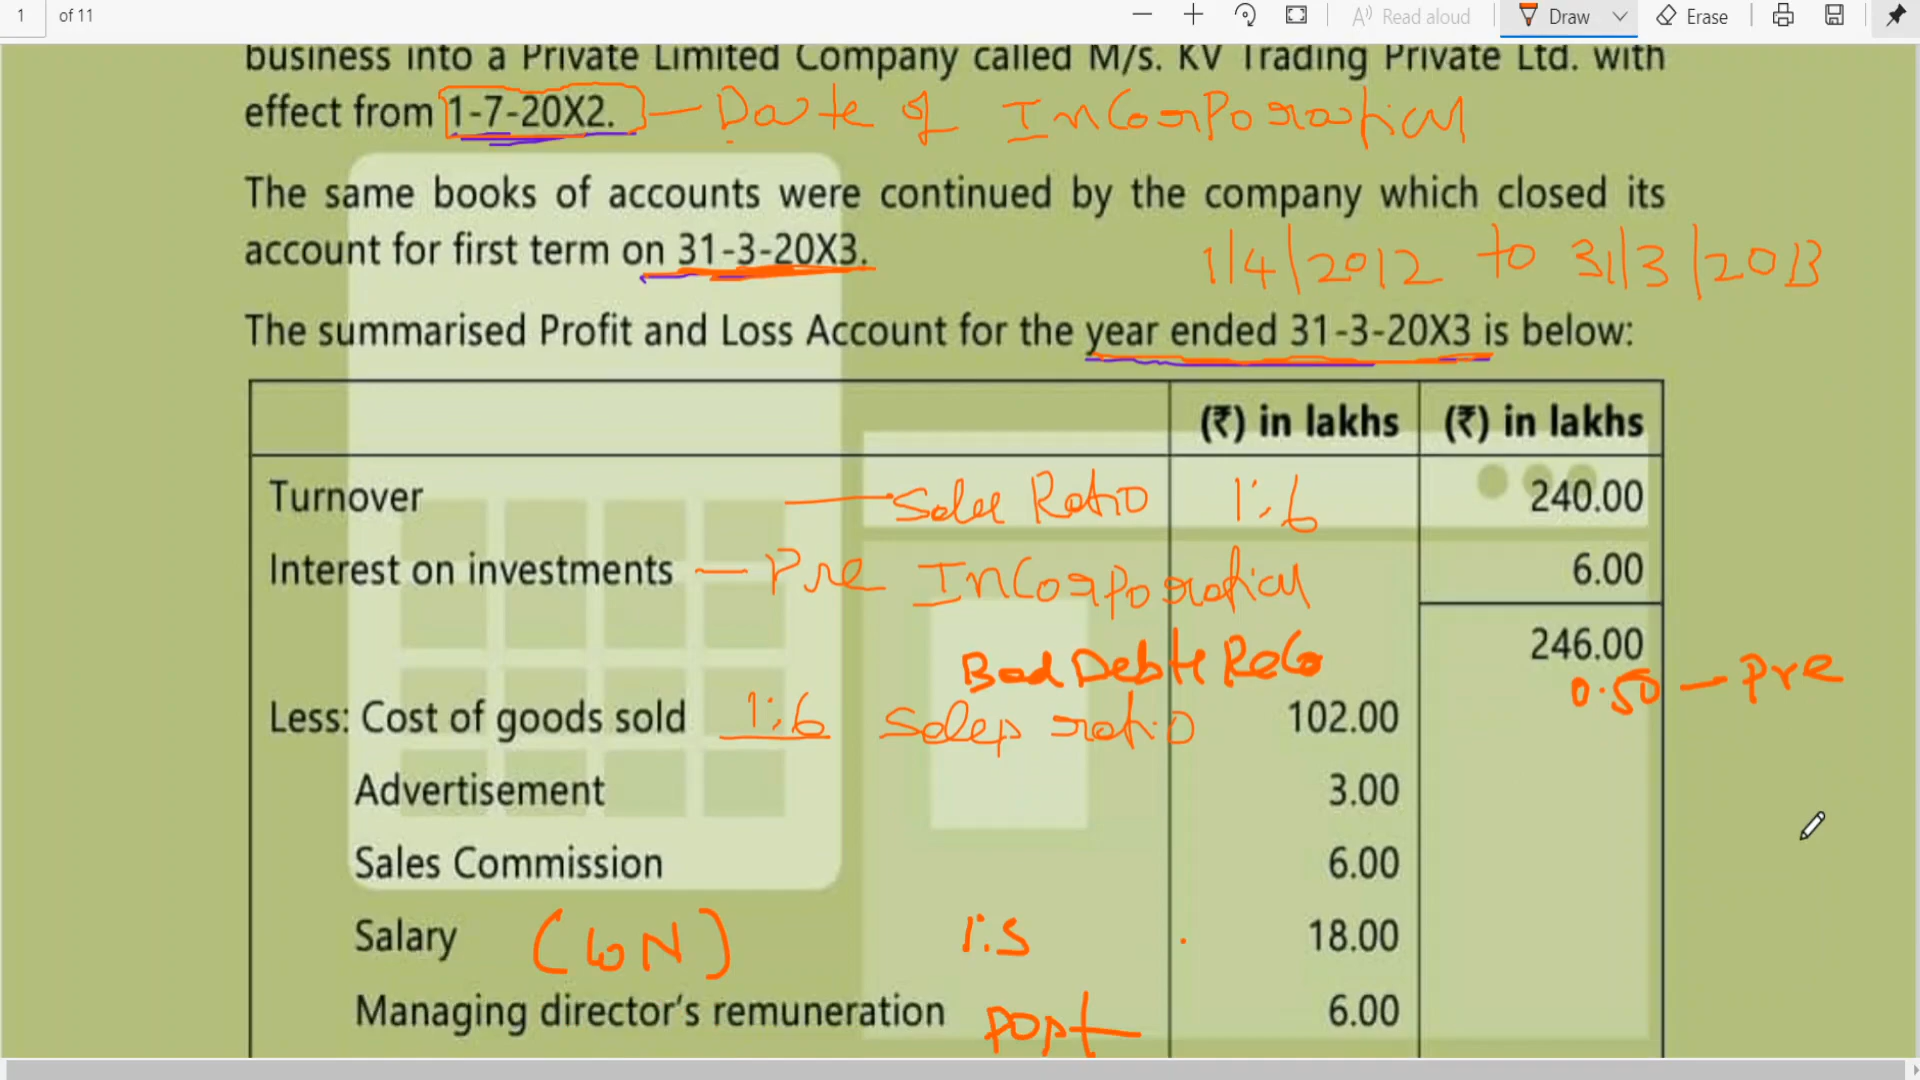 1 of 11 Read aloud Draw Erase
business into a Private Limited Company called M/s. KV Trading Private Ltd. with
effect from 1-7-20X2. — Date of Incorporation
The same books of accounts were continued by the company which closed its
account for first term on 31-3-20X3. 1/4/2012 to 31/3/2013
The summarised Profit and Loss Account for the year ended 31-3-20X3 is below:
(₹) in lakhs (₹) in lakhs
Turnover — Sales Ratio 1:6 240.00
Interest on investments — Pre Incorporation 6.00
246.00
Bad Debts Reco 0.50 — Pre
Less: Cost of goods sold 1:6 Sales ratio 102.00
Advertisement 3.00
Sales Commission 6.00
Salary 18.00
Managing director's remuneration Post 6.00